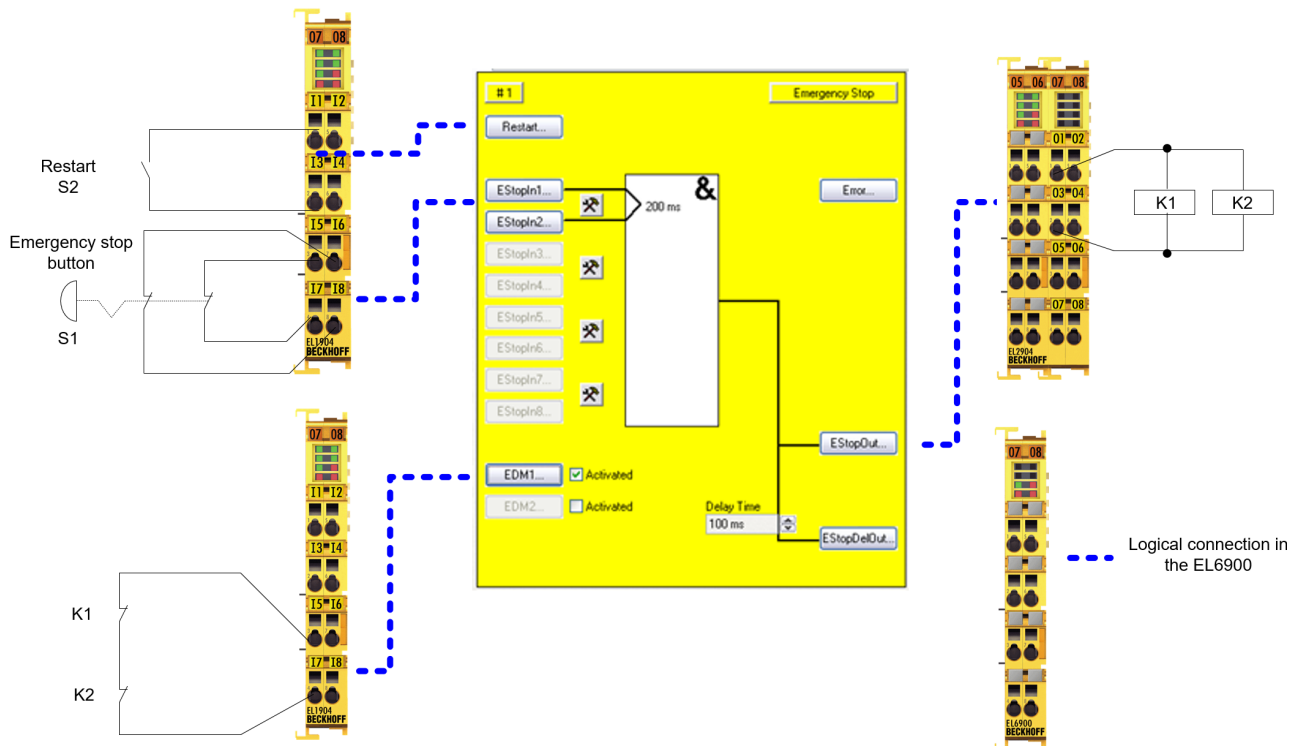 07 08
I1 I2
I3 I4
I5 I6
I7 I8
EL1904
BECKHOFF
Restart
S2
Emergency stop
button
S1
07 08
I1 I2
I3 I4
I5 I6
I7 I8
EL1904
BECKHOFF
K1
K2
#1
Emergency Stop
Restart...
EStopIn1...
EStopIn2...
EStopIn3...
EStopIn4...
EStopIn5...
EStopIn6...
EStopIn7...
EStopIn8...
&
200 ms
Error...
EStopOut...
EDM1...
Activated
EDM2...
Activated
Delay Time
100 ms
EStopDelOut...
05 06 07 08
01 02
03 04
05 06
07 08
EL2904
BECKHOFF
K1
K2
07 08
EL6900
BECKHOFF
Logical connection in
the EL6900